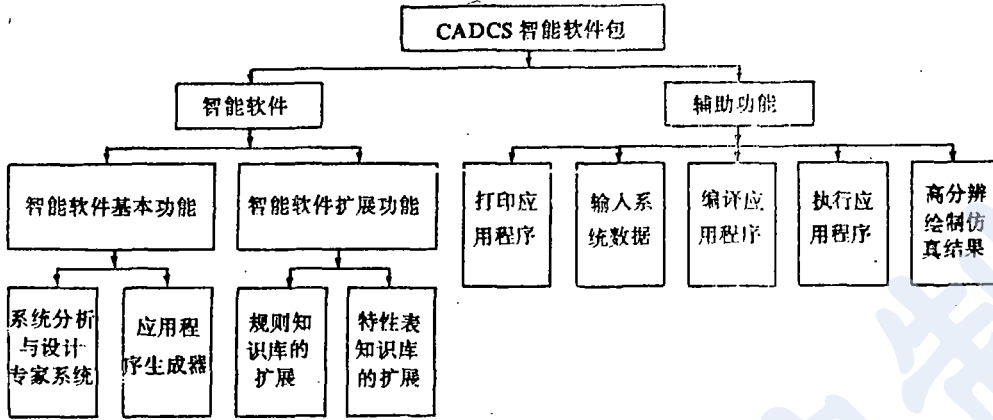 CADCS 智能软件包
智能软件
辅助功能
智能软件基本功能
智能软件扩展功能
打印应
用程序
输入系
统数据
编译应
用程序
执行应
用程序
高分辨
绘制仿
真结果
系统分析
与设计
专家系统
应用程
序生成器
规则知
识库的
扩展
特性表
知识库
的扩展